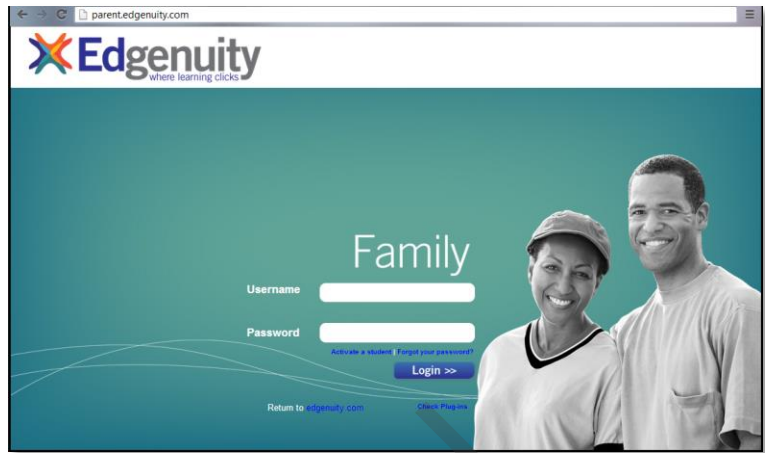 parent.edgenuity.com
Edgenuity
where learning clicks
Family
Username
Password
Activate a student | Forgot your password?
Login >>
Return to edgenuity.com
Check Plug-ins